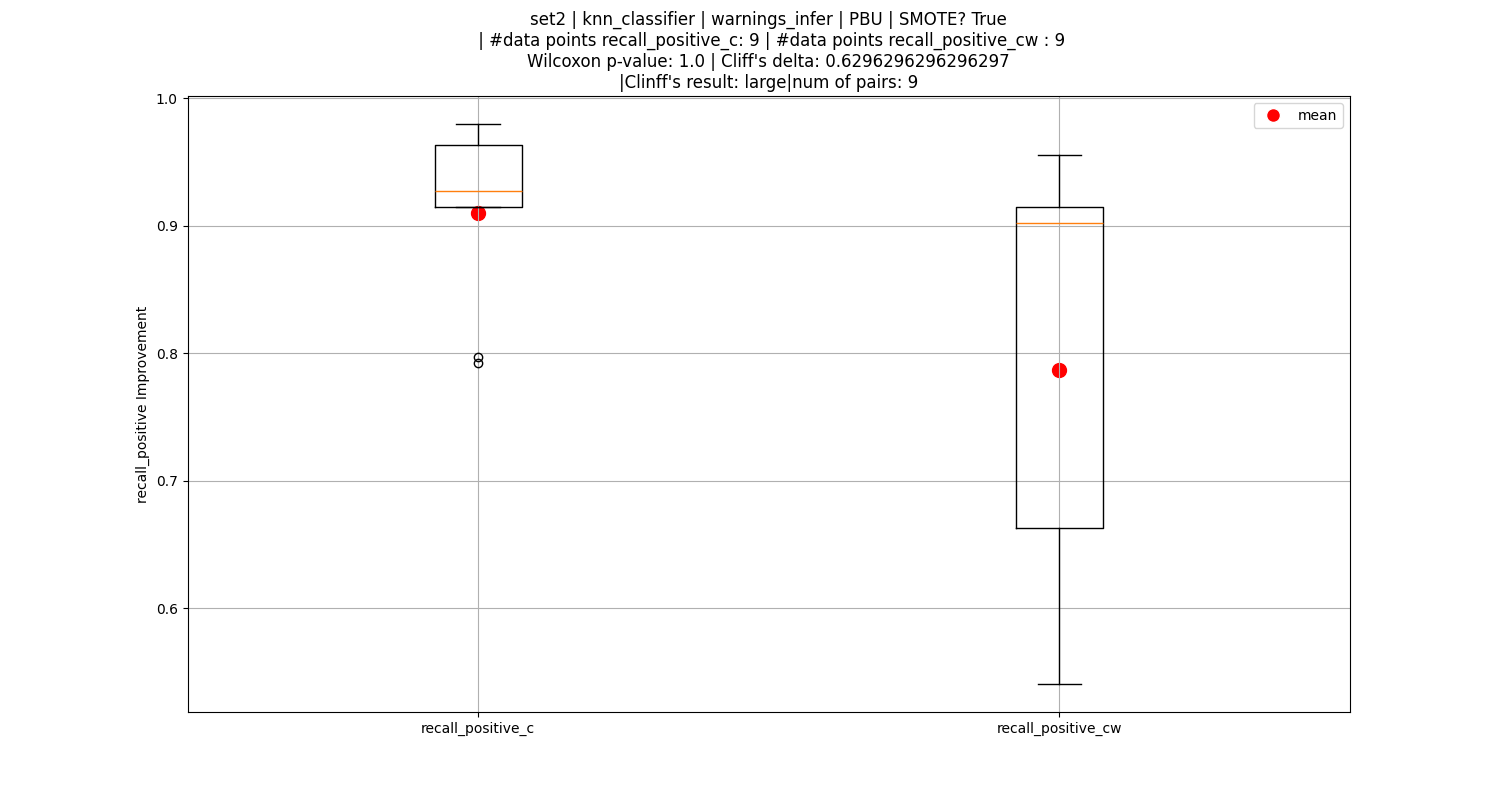 set2 | knn_classifier | warnings_infer | PBU | SMOTE? True
| #data points recall_positive_c: 9 | #data points recall_positive_cw : 9
Wilcoxon p-value: 1.0 | Cliff's delta: 0.6296296296296297
|Clinff's result: large|num of pairs: 9
mean
1.0
0.9
0.8
0.7
0.6
recall_positive Improvement
recall_positive_c
recall_positive_cw